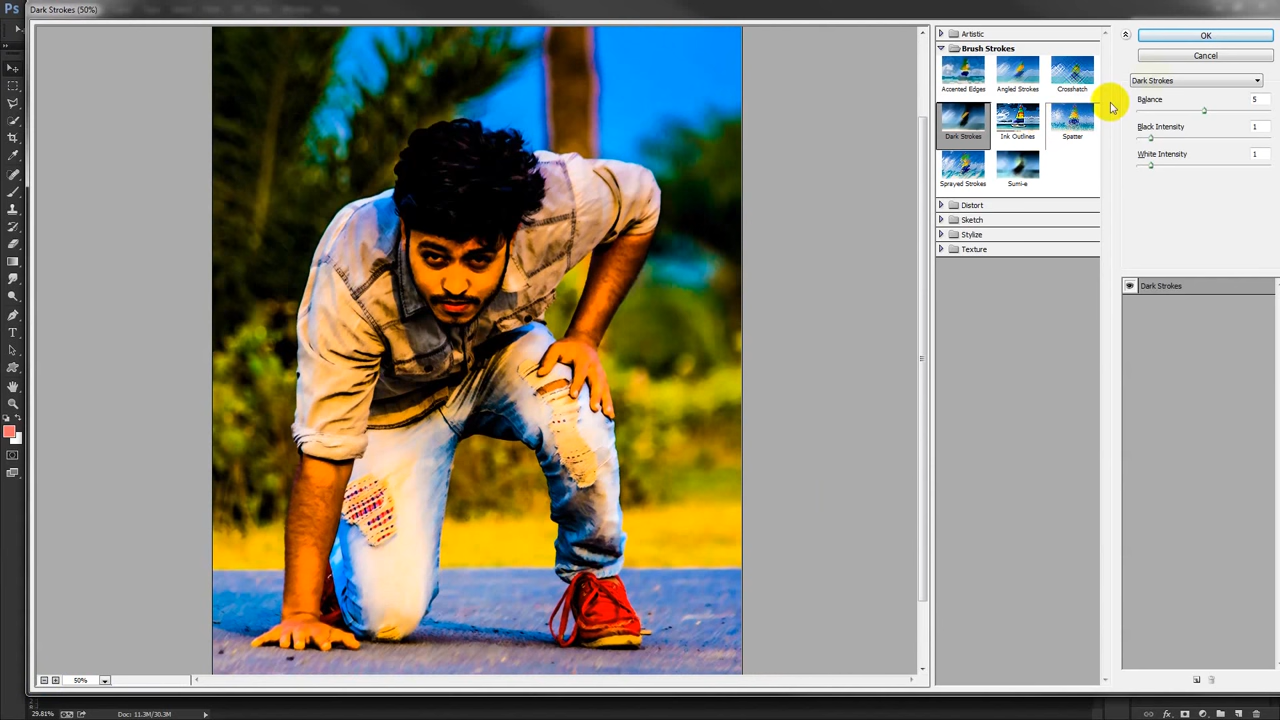 Ps
Dark Strokes (50%)
Artistic
Brush Strokes
Accented Edges
Angled Strokes
Crosshatch
Dark Strokes
Ink Outlines
Spatter
Sprayed Strokes
Sumi-e
Distort
Sketch
Stylize
Texture
OK
Cancel
Dark Strokes
Balance 5
Black Intensity 1
White Intensity 1
Dark Strokes
50%
29.81% Doc: 11.3M/30.3M